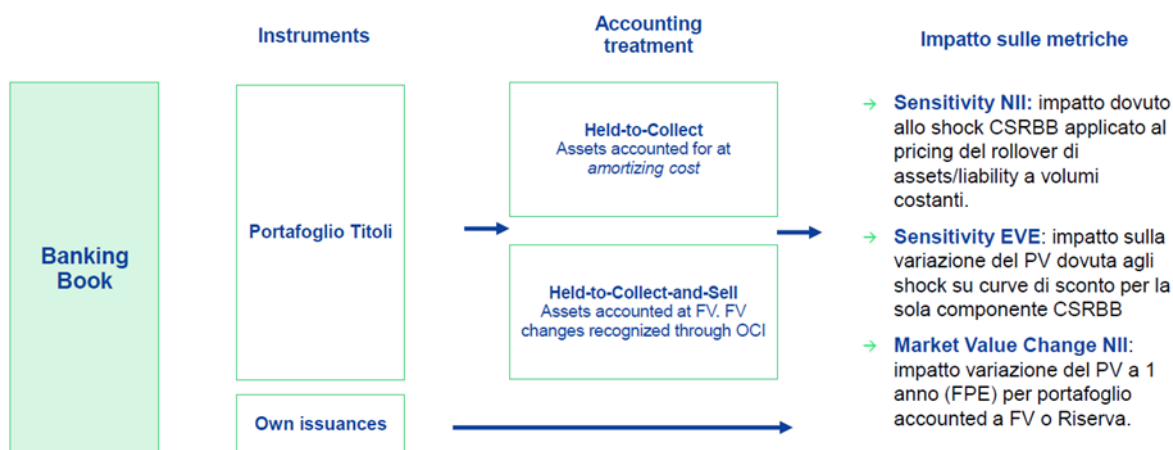 Instruments
Accounting
treatment
Impatto sulle metriche
Banking
Book
Portafoglio Titoli
Own issuances
Held-to-Collect
Assets accounted for at
amortizing cost
Held-to-Collect-and-Sell
Assets accounted at FV. FV
changes recognized through OCI
→ Sensitivity NII: impatto dovuto
allo shock CSRBB applicato al
pricing del rollover di
assets/liability a volumi
costanti.
→ Sensitivity EVE: impatto sulla
variazione del PV dovuta agli
shock su curve di sconto per la
sola componente CSRBB
→ Market Value Change NII:
impatto variazione del PV a 1
anno (FPE) per portafoglio
accounted a FV o Riserva.